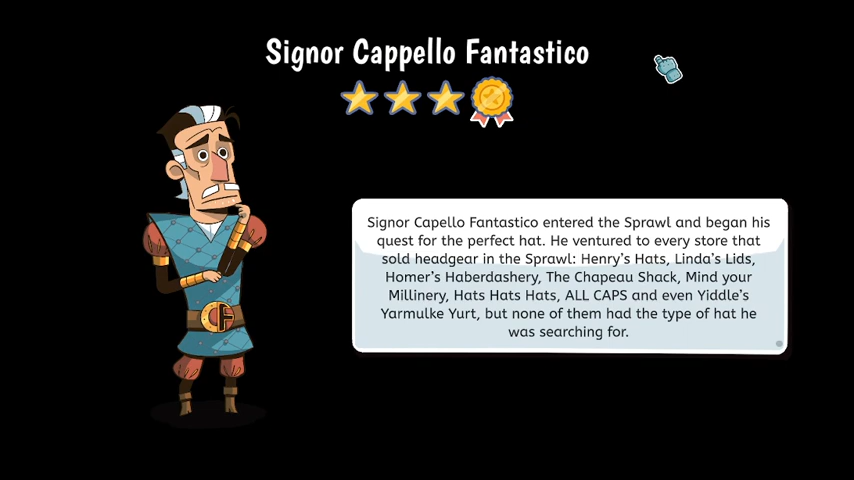 Signor Cappello Fantastico
Signor Capello Fantastico entered the Sprawl and began his
quest for the perfect hat. He ventured to every store that
sold headgear in the Sprawl: Henry's Hats, Linda's Lids,
Homer's Haberdashery, The Chapeau Shack, Mind your
Millinery, Hats Hats Hats, ALL CAPS and even Yiddle's
Yarmulke Yurt, but none of them had the type of hat he
was searching for.